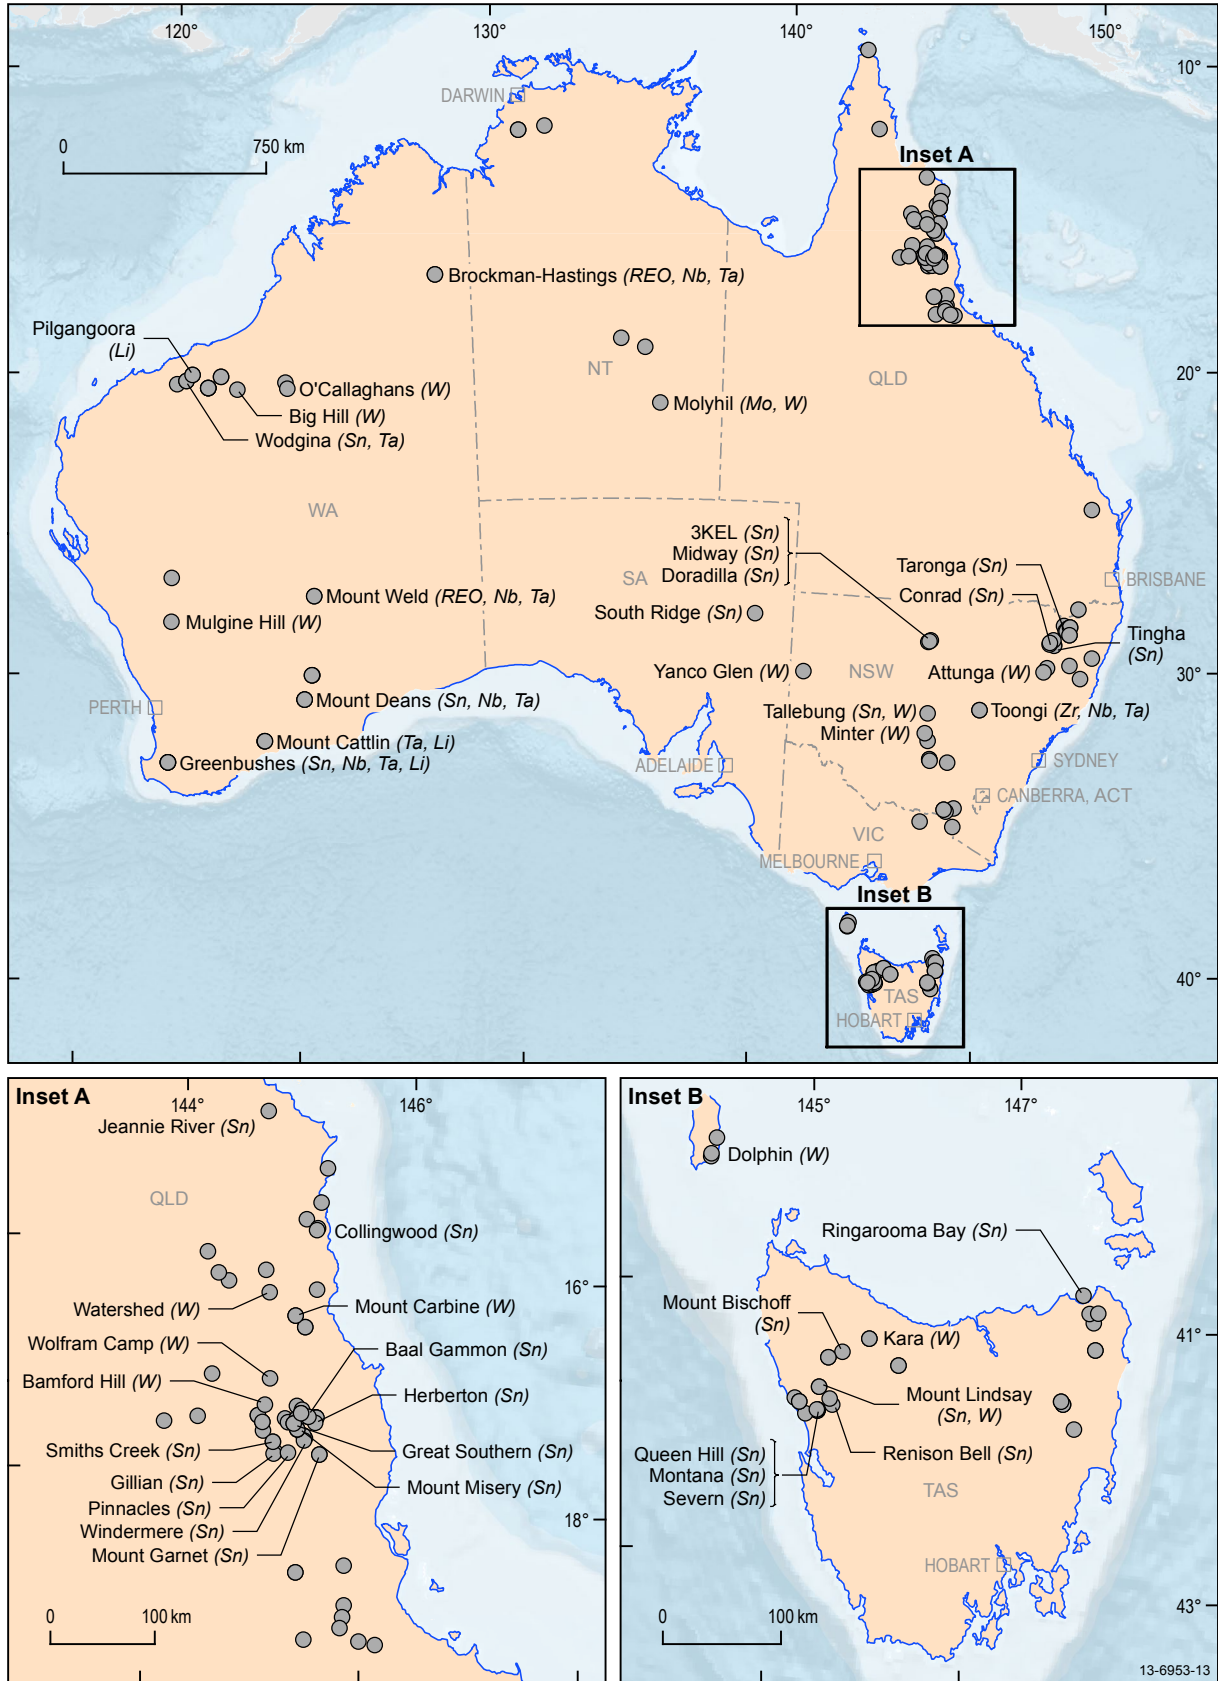 120°
130°
140°
150°
10°
DARWIN
0
750 km
Inset A
Brockman-Hastings (REO, Nb, Ta)
Pilgangoora
(Li)
NT
QLD
20°
O'Callaghans (W)
Big Hill (W)
Wodgina (Sn, Ta)
Molyhil (Mo, W)
WA
3KEL (Sn)
Midway (Sn)
Doradilla (Sn)
SA
Taronga (Sn)
BRISBANE
Conrad (Sn)
Mount Weld (REO, Nb, Ta)
South Ridge (Sn)
Mulgine Hill (W)
Tingha
(Sn)
Yanco Glen (W)
NSW
Attunga (W)
30°
PERTH
Mount Deans (Sn, Nb, Ta)
Tallebung (Sn, W)
Toongi (Zr, Nb, Ta)
Minter (W)
Mount Cattlin (Ta, Li)
Greenbushes (Sn, Nb, Ta, Li)
ADELAIDE
SYDNEY
CANBERRA, ACT
VIC
MELBOURNE
Inset B
40°
TAS
HOBART
Inset A
144°
146°
Jeannie River (Sn)
QLD
Collingwood (Sn)
16°
Watershed (W)
Mount Carbine (W)
Wolfram Camp (W)
Baal Gammon (Sn)
Bamford Hill (W)
Herberton (Sn)
Smiths Creek (Sn)
Great Southern (Sn)
Gillian (Sn)
Mount Misery (Sn)
Pinnacles (Sn)
Windermere (Sn)
18°
Mount Garnet (Sn)
0
100 km
Inset B
145°
147°
Dolphin (W)
Ringarooma Bay (Sn)
Mount Bischoff
(Sn)
Kara (W)
41°
Mount Lindsay
(Sn, W)
Queen Hill (Sn)
Montana (Sn)
Severn (Sn)
Renison Bell (Sn)
TAS
HOBART
43°
0
100 km
13-6953-13